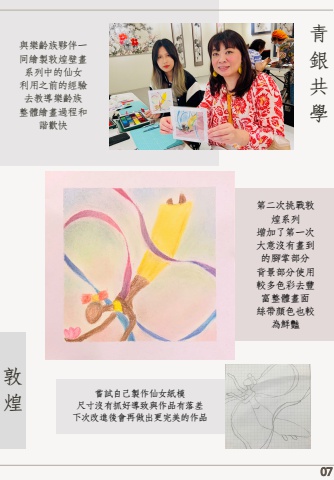 青銀共學
與樂齡族夥伴一
同繪製敦煌壁畫
系列中的仙女
利用之前的經驗
去教導樂齡族
整體繪畫過程和
諧歡快
第二次挑戰敦
煌系列
增加了第一次
大意沒有畫到
的腳掌部分
背景部分使用
較多色彩去豐
富整體畫面
絲帶顏色也較
為鮮豔
敦煌
嘗試自己製作仙女紙模
尺寸沒有抓好導致與作品有落差
下次改進後會再做出更完美的作品
07